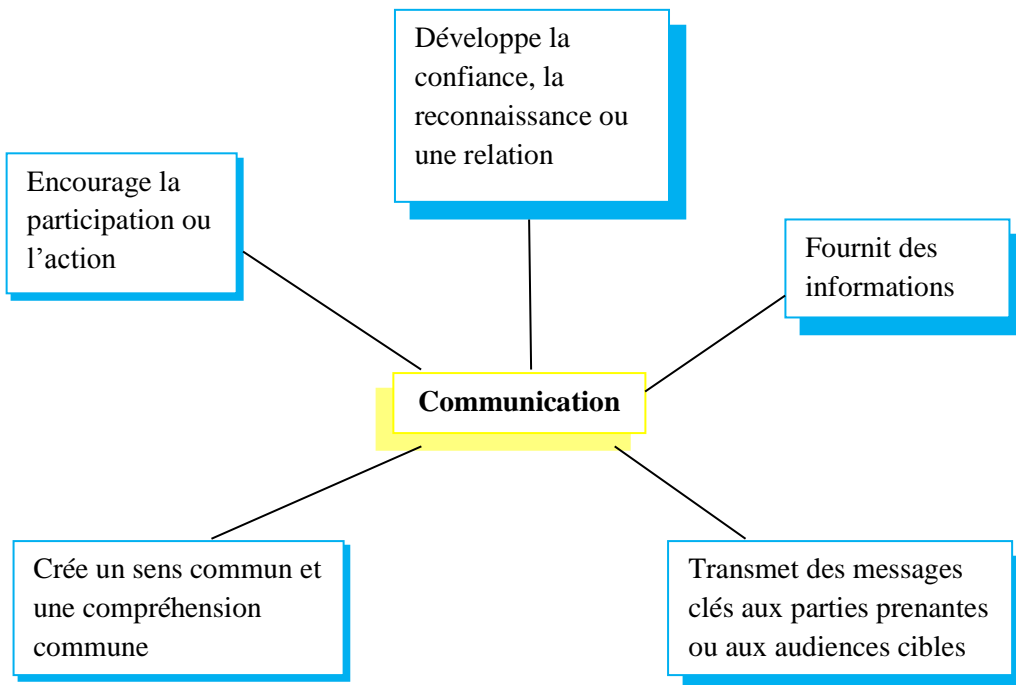 Développe la
confiance, la
reconnaissance ou
une relation
Encourage la
participation ou
l’action
Fournit des
informations
Communication
Crée un sens commun et
une compréhension
commune
Transmet des messages
clés aux parties prenantes
ou aux audiences cibles